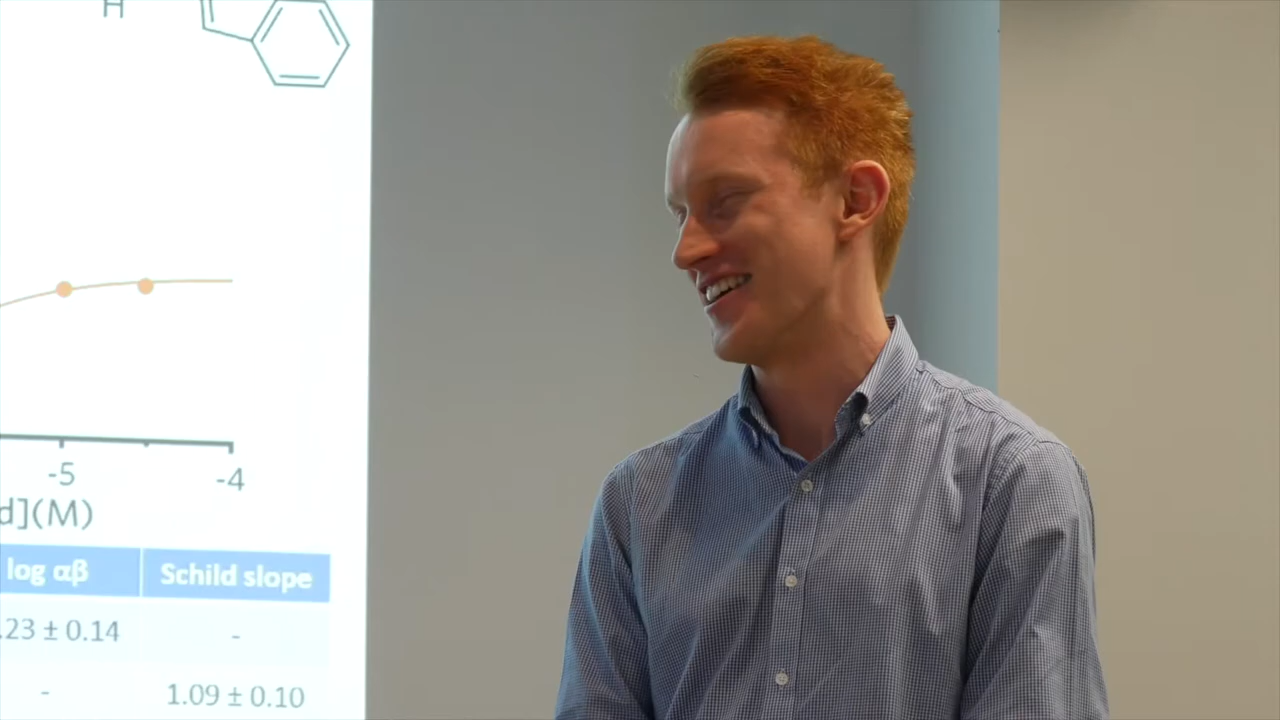 H
-5 -4
d](M)
log αβ Schild slope
.23 ± 0.14 -
- 1.09 ± 0.10